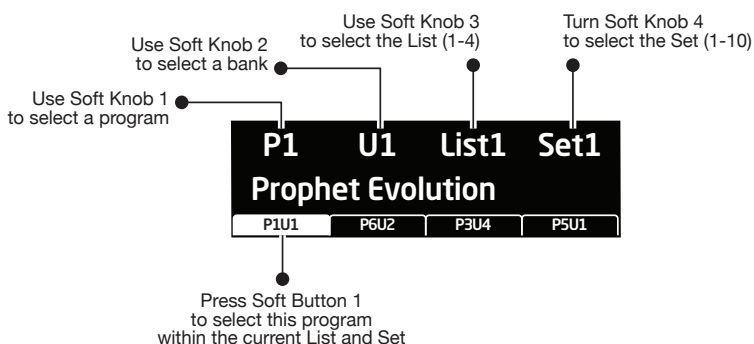 Use Soft Knob 3
to select the List (1-4)
Turn Soft Knob 4
to select the Set (1-10)
Use Soft Knob 2
to select a bank
Use Soft Knob 1
to select a program
P1 U1 List1 Set1
Prophet Evolution
P1U1 P6U2 P3U4 P5U1
Press Soft Button 1
to select this program
within the current List and Set